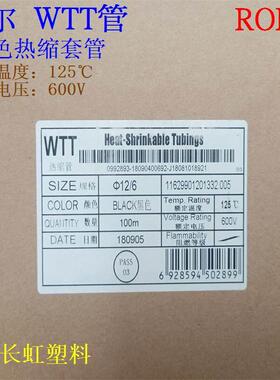 尔 WTT管 RO
色热缩套管
温度：125℃
电压：600V
WTT Heat-Shrinkable Tubings
热缩管 0992893-18090400692-J18081018921
SIZE 规格 Φ12/6 11629901201332.005
COLOR 颜色 BLACK黑色 Temp. Rating 额定温度 125℃
QUANTITY 数量 100m Voltage Rating 额定电压 600V
DATE 日期 180905 Flammability 阻燃等级
PASS 03
6 928594 502899
长虹塑料